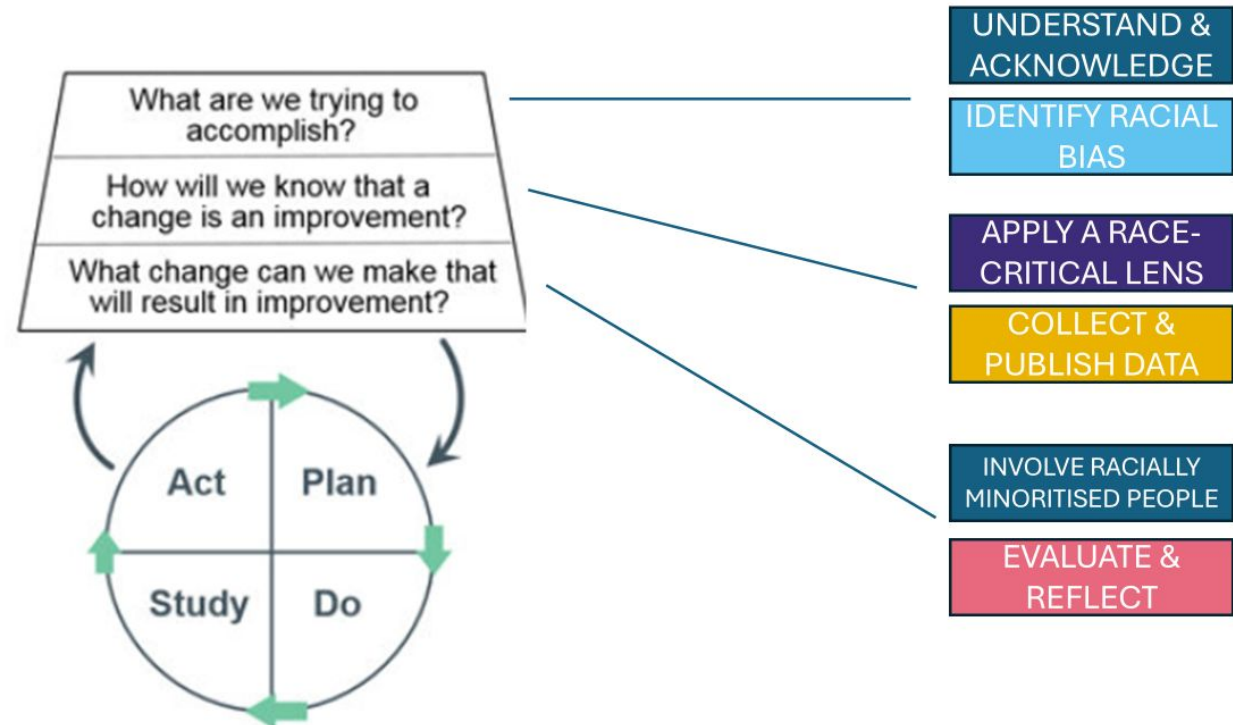 What are we trying to
accomplish?
How will we know that a
change is an improvement?
What change can we make that
will result in improvement?
Act
Plan
Study
Do
UNDERSTAND &
ACKNOWLEDGE
IDENTIFY RACIAL
BIAS
APPLY A RACE-
CRITICAL LENS
COLLECT &
PUBLISH DATA
INVOLVE RACIALLY
MINORITISED PEOPLE
EVALUATE &
REFLECT